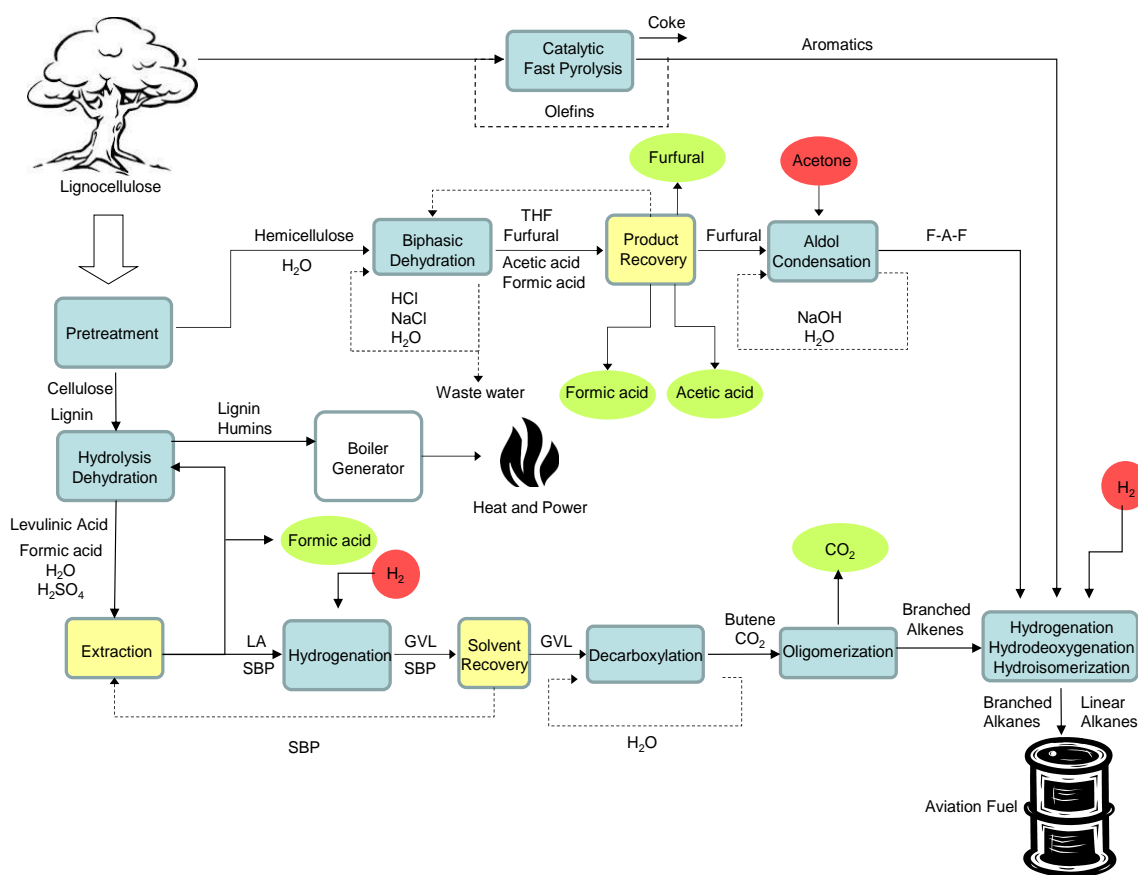 Coke
Catalytic
Fast Pyrolysis
Aromatics
Olefins
Lignocellulose
Furfural
Acetone
Hemicellulose
H₂O
Biphasic
Dehydration
THF
Furfural
Acetic acid
Formic acid
Product
Recovery
Furfural
Aldol
Condensation
F-A-F
HCl
NaCl
H₂O
NaOH
H₂O
Pretreatment
Waste water
Formic acid
Acetic acid
Cellulose
Lignin
Lignin
Humins
Boiler
Generator
Heat and Power
Hydrolysis
Dehydration
H₂
Levulinic Acid
Formic acid
H₂O
H₂SO₄
Formic acid
H₂
CO₂
Extraction
LA
SBP
Hydrogenation
GVL
SBP
Solvent
Recovery
GVL
Decarboxylation
Butene
CO₂
Oligomerization
Branched
Alkenes
Hydrogenation
Hydrodeoxygenation
Hydroisomerization
SBP
H₂O
Branched
Alkanes
Linear
Alkanes
Aviation Fuel